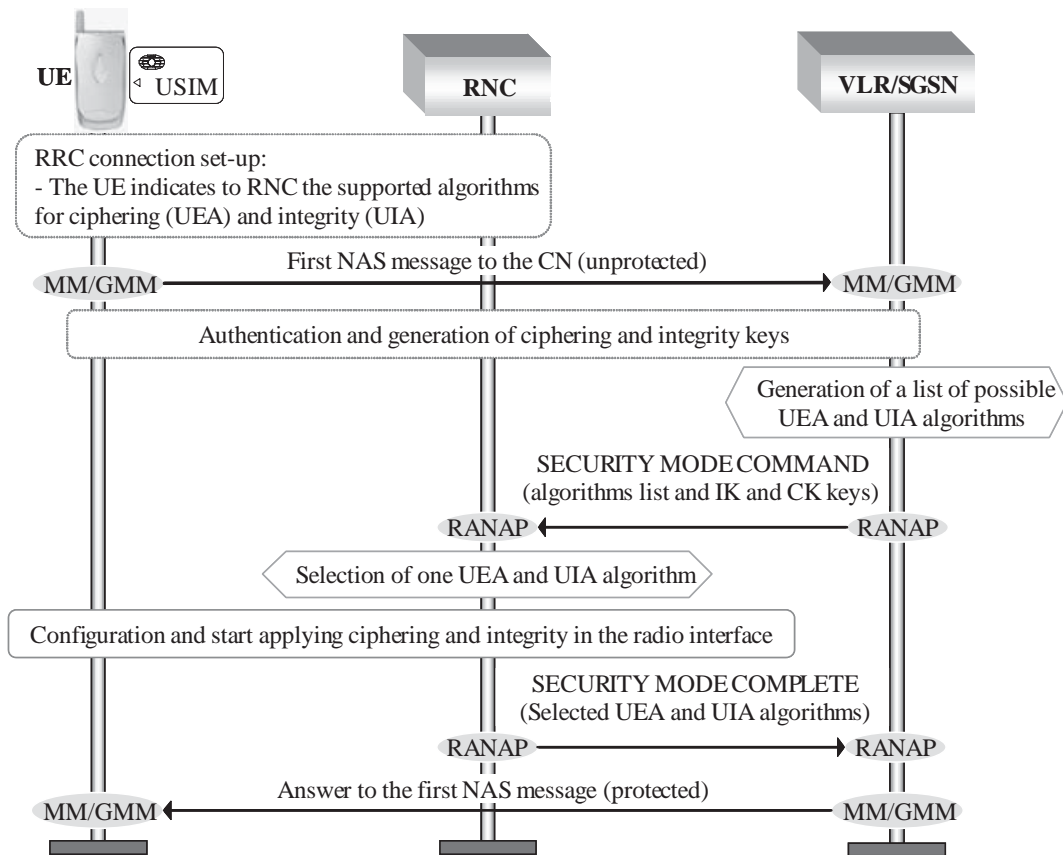 UE
USIM
RNC
VLR/SGSN
RRC connection set-up:
- The UE indicates to RNC the supported algorithms
for ciphering (UEA) and integrity (UIA)
First NAS message to the CN (unprotected)
MM/GMM
MM/GMM
Authentication and generation of ciphering and integrity keys
Generation of a list of possible
UEA and UIA algorithms
SECURITY MODE COMMAND
(algorithms list and IK and CK keys)
RANAP
RANAP
Selection of one UEA and UIA algorithm
Configuration and start applying ciphering and integrity in the radio interface
SECURITY MODE COMPLETE
(Selected UEA and UIA algorithms)
RANAP
RANAP
Answer to the first NAS message (protected)
MM/GMM
MM/GMM